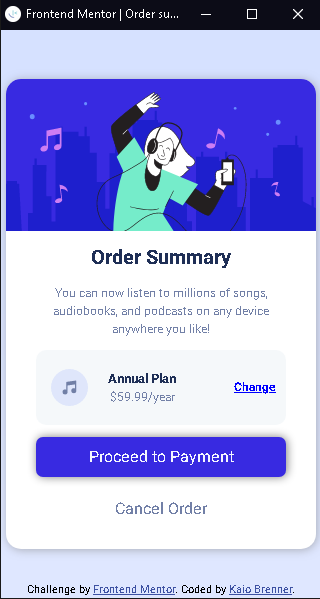 Frontend Mentor | Order su...
Order Summary
You can now listen to millions of songs,
audiobooks, and podcasts on any device
anywhere you like!
Annual Plan
$59.99/year
Change
Proceed to Payment
Cancel Order
Challenge by Frontend Mentor. Coded by Kaio Brenner.